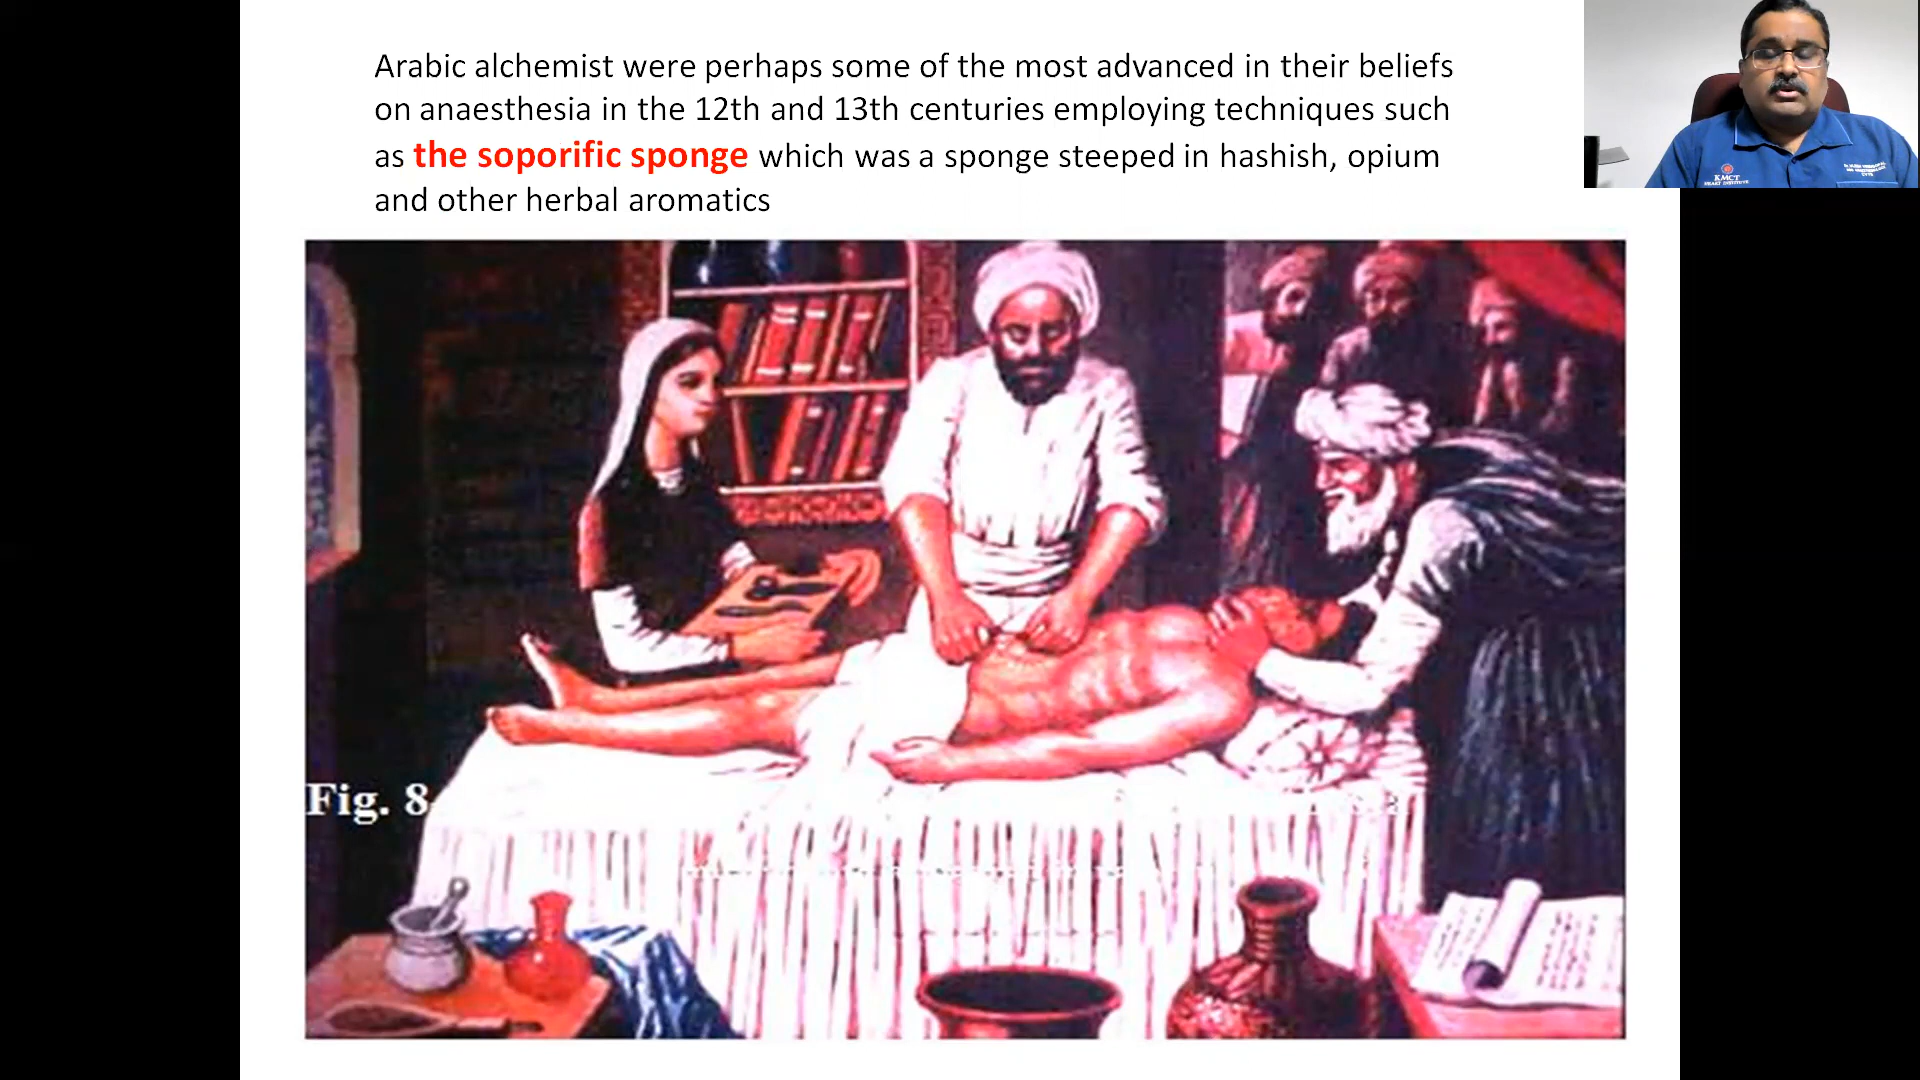 Arabic alchemist were perhaps some of the most advanced in their beliefs
on anaesthesia in the 12th and 13th centuries employing techniques such
as the soporific sponge which was a sponge steeped in hashish, opium
and other herbal aromatics
KMCT
HEART INSTITUTE
Fig. 8